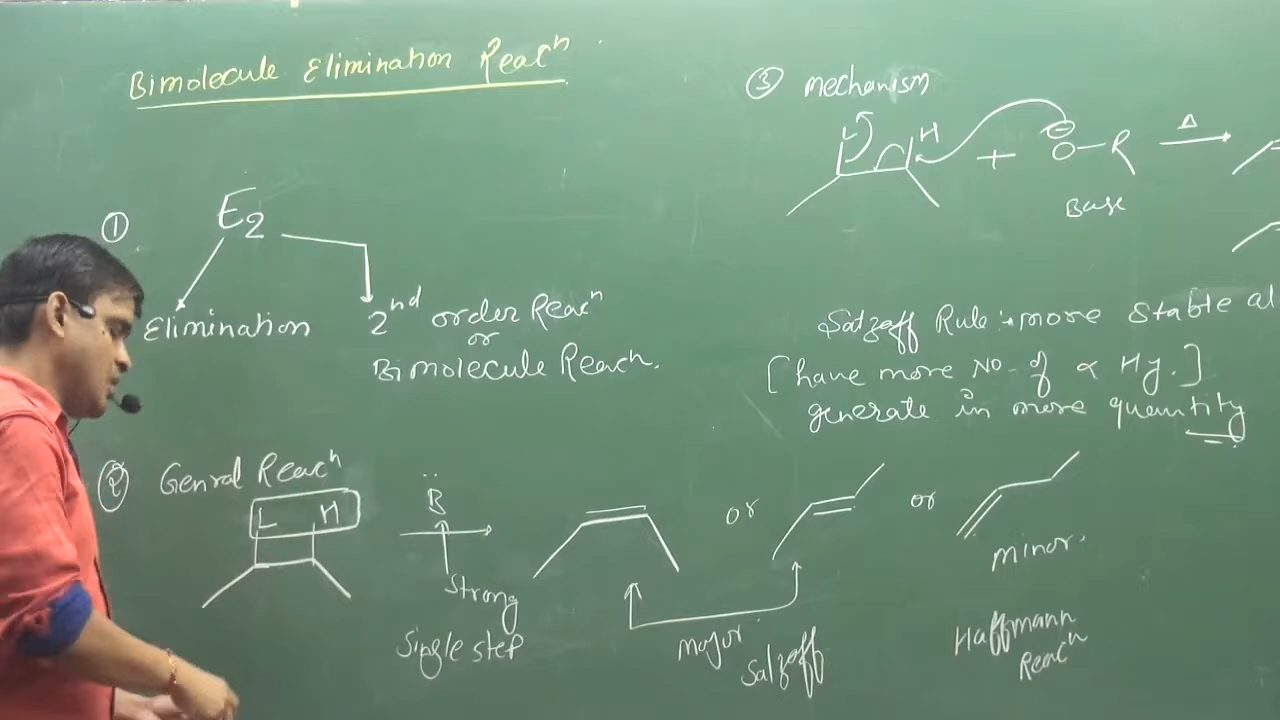 Bimolecule Elimination Reacⁿ
① E2
Elimination
2nd order Reacⁿ
or
Bimolecule Reacⁿ.
② Genral Reacⁿ
L H
B̈
Strong
Single step
or
or
major
Satzeff
minor
Haffmann
Reacⁿ
③ mechanism
L H + ⊖O-R Δ
Base
Satzeff Rule :→ more Stable al
[have more No- of α Hy.]
generate in more quantity